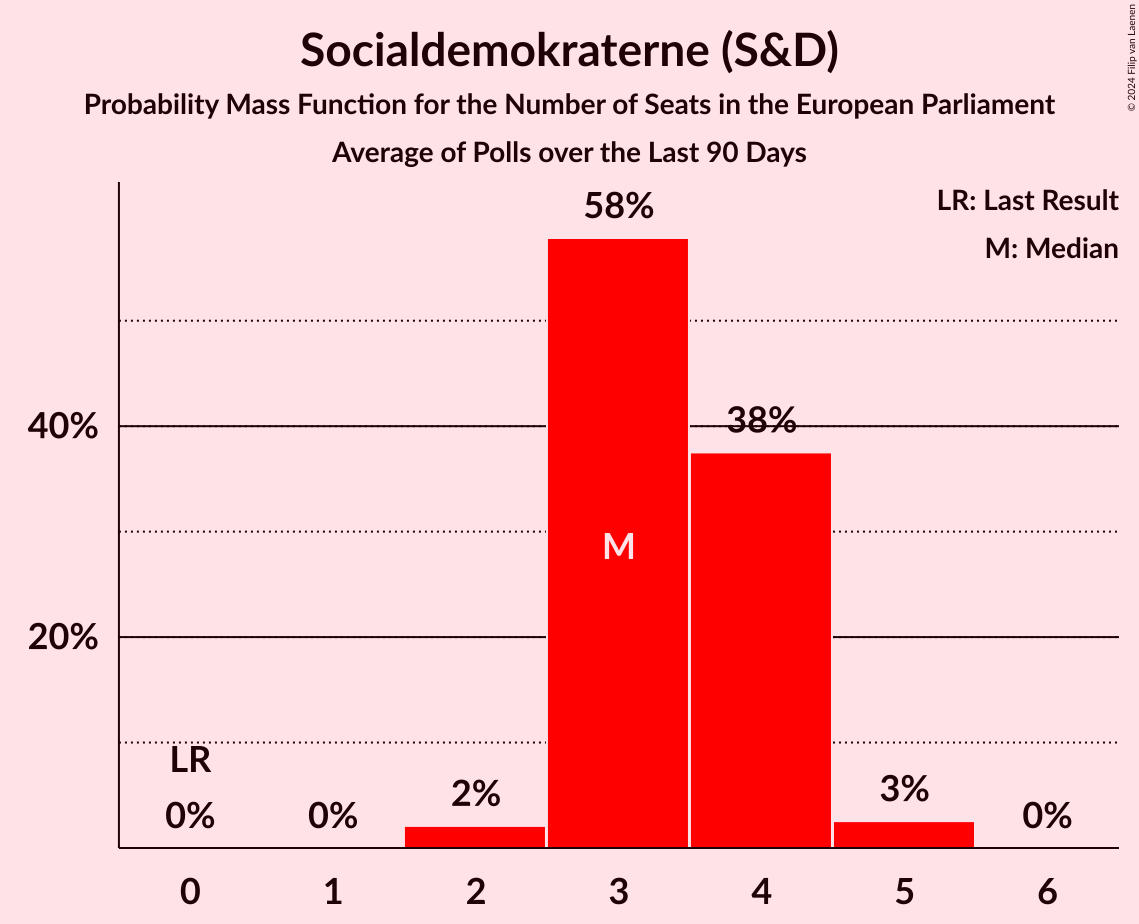 Socialdemokraterne (S&D)
Probability Mass Function for the Number of Seats in the European Parliament
Average of Polls over the Last 90 Days
© 2024 Filip van Laenen
LR: Last Result
M: Median
58%
40%
38%
M
20%
LR
0%
0%
2%
3%
0%
0 1 2 3 4 5 6